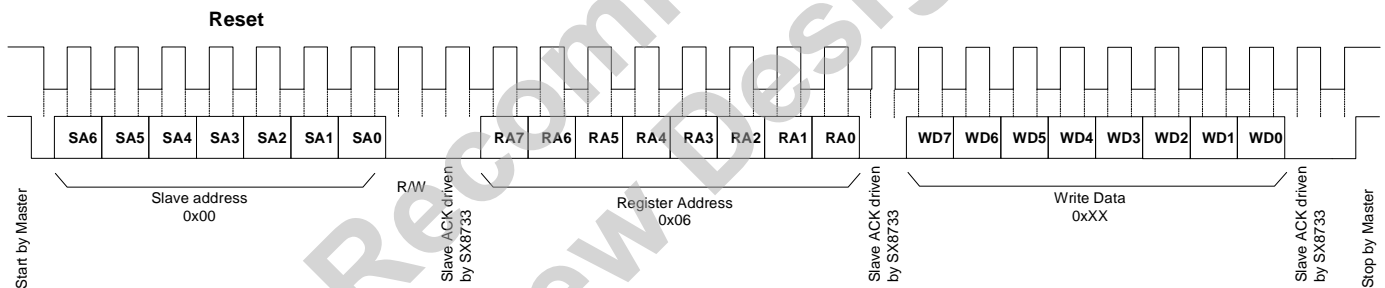 Reset
SA6 SA5 SA4 SA3 SA2 SA1 SA0 RA7 RA6 RA5 RA4 RA3 RA2 RA1 RA0 WD7 WD6 WD5 WD4 WD3 WD2 WD1 WD0
Start by Master
Slave address
0x00
R/W
Slave ACK driven
by SX8733
Register Address
0x06
Slave ACK driven
by SX8733
Write Data
0xXX
Slave ACK driven
by SX8733
Stop by Master